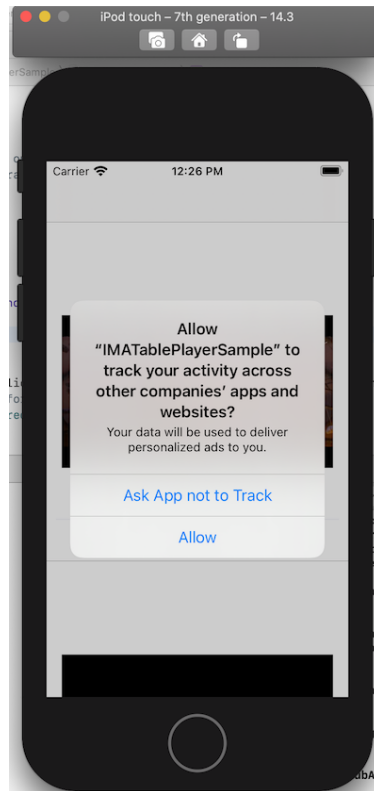 iPod touch – 7th generation – 14.3
Carrier
12:26 PM
Allow
“IMATablePlayerSample” to
track your activity across
other companies’ apps and
websites?
Your data will be used to deliver
personalized ads to you.
Ask App not to Track
Allow